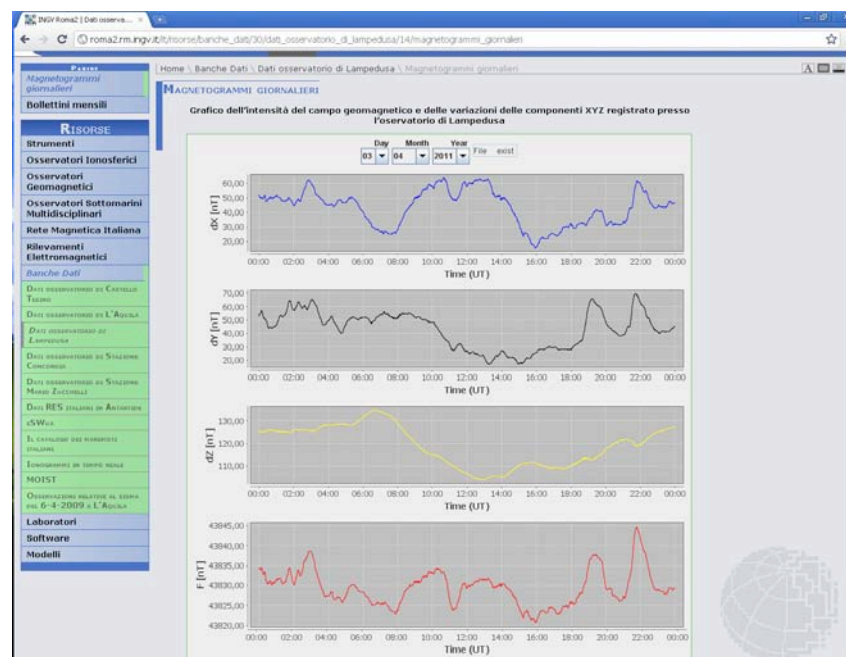 INGV Roma2 | Dati osserva...
roma2.rm.ingv.it/it/risorse/banche_dati/30/dati_osservatorio_di_lampedusa/14/magnetogrammi_giornalieri
Pagine
Magnetogrammi
giornalieri
Bollettini mensili
Risorse
Strumenti
Osservatori Ionosferici
Osservatori
Geomagnetici
Osservatori Sottomarini
Multidisciplinari
Rete Magnetica Italiana
Rilevamenti
Elettromagnetici
Banche Dati
Dati osservatorio di Castello
Tesino
Dati osservatorio di L'Aquila
Dati osservatorio di
Lampedusa
Dati osservatorio di Stazione
Concordia
Dati osservatorio di Stazione
Mario Zucchelli
Dati RES italiani in Antartide
eSWua
Il catalogo dei manufatti
italiani
Ionogrammi in tempo reale
MOIST
Osservazioni relative al sisma
del 6-4-2009 a L'Aquila
Laboratori
Software
Modelli
Home \ Banche Dati \ Dati osservatorio di Lampedusa \ Magnetogrammi giornalieri
A
Magnetogrammi giornalieri
Grafico dell'intensità del campo geomagnetico e delle variazioni delle componenti XYZ registrato presso
l'oservatorio di Lampedusa
Day Month Year
03 04 2011 File exist
dX [nT]
60,00
50,00
40,00
30,00
20,00
00:00 02:00 04:00 06:00 08:00 10:00 12:00 14:00 16:00 18:00 20:00 22:00 00:00
Time (UT)
dY [nT]
70,00
60,00
50,00
40,00
30,00
20,00
00:00 02:00 04:00 06:00 08:00 10:00 12:00 14:00 16:00 18:00 20:00 22:00 00:00
Time (UT)
dZ [nT]
130,00
120,00
110,00
00:00 02:00 04:00 06:00 08:00 10:00 12:00 14:00 16:00 18:00 20:00 22:00 00:00
Time (UT)
F [nT]
43845,00
43840,00
43835,00
43830,00
43825,00
43820,00
00:00 02:00 04:00 06:00 08:00 10:00 12:00 14:00 16:00 18:00 20:00 22:00 00:00
Time (UT)